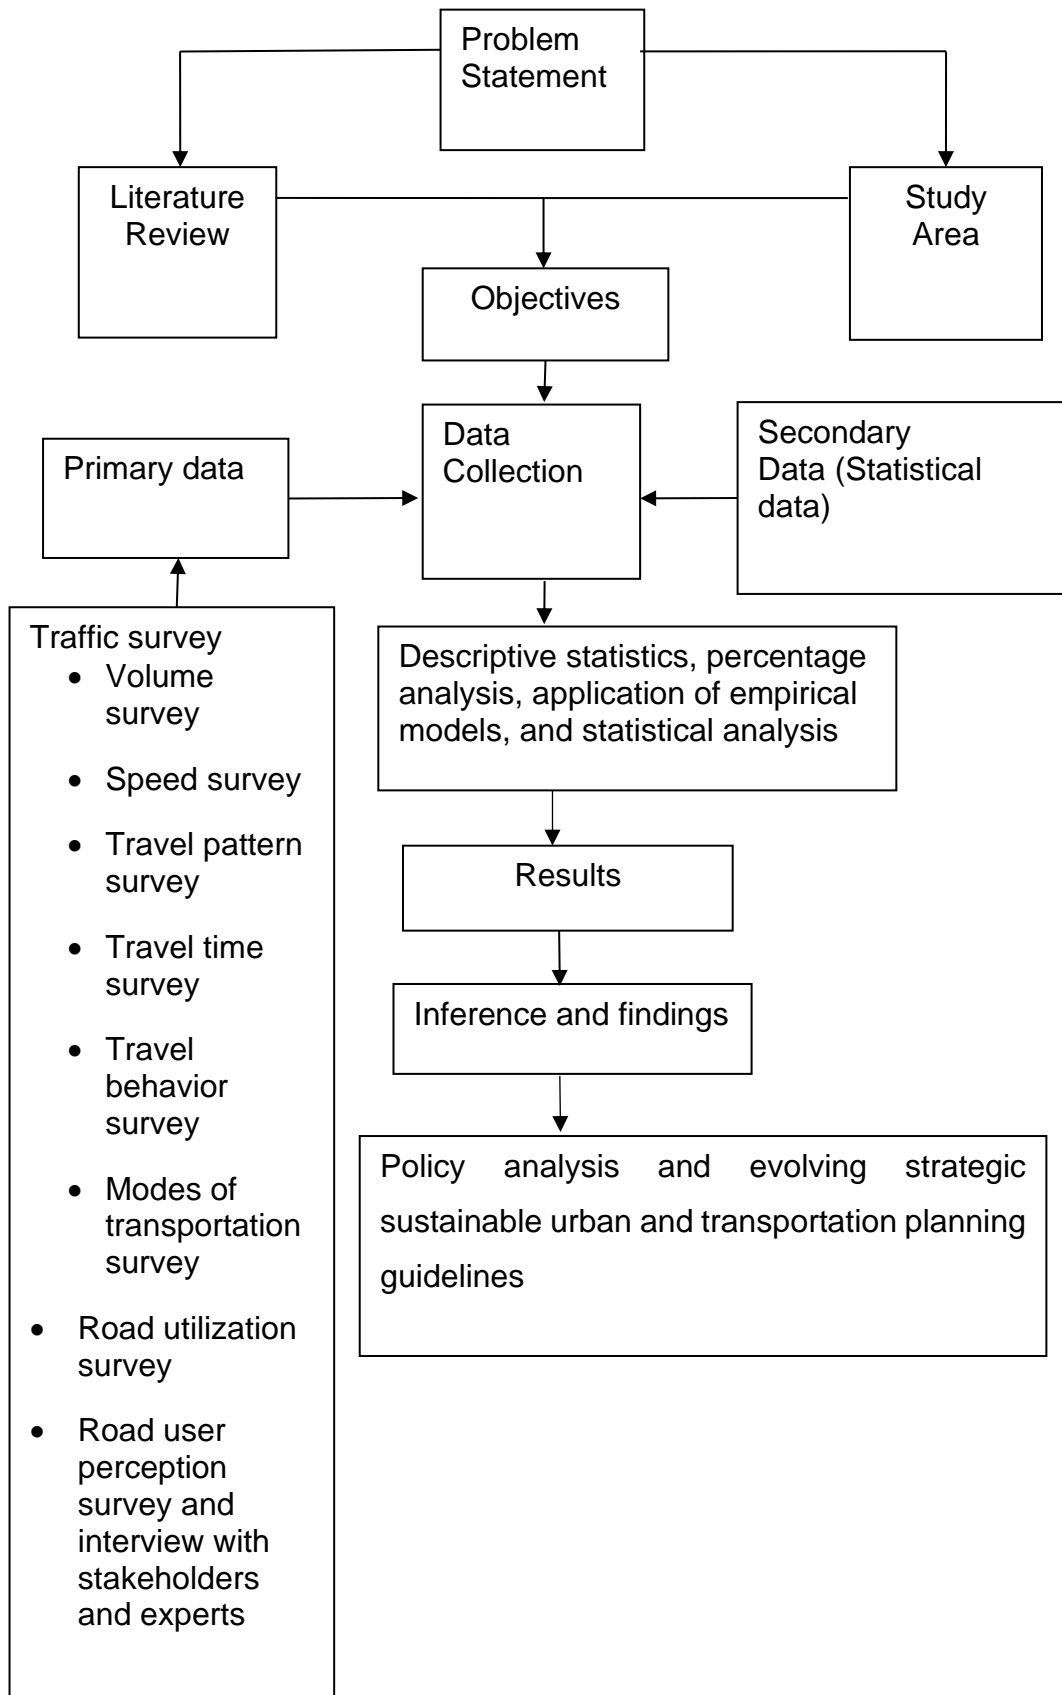 Problem
Statement
Literature
Review
Study
Area
Objectives
Primary data
Data
Collection
Secondary
Data (Statistical
data)
Traffic survey
• Volume
survey
• Speed survey
• Travel pattern
survey
• Travel time
survey
• Travel
behavior
survey
• Modes of
transportation
survey
• Road utilization
survey
• Road user
perception
survey and
interview with
stakeholders
and experts
Descriptive statistics, percentage
analysis, application of empirical
models, and statistical analysis
Results
Inference and findings
Policy analysis and evolving strategic
sustainable urban and transportation planning
guidelines